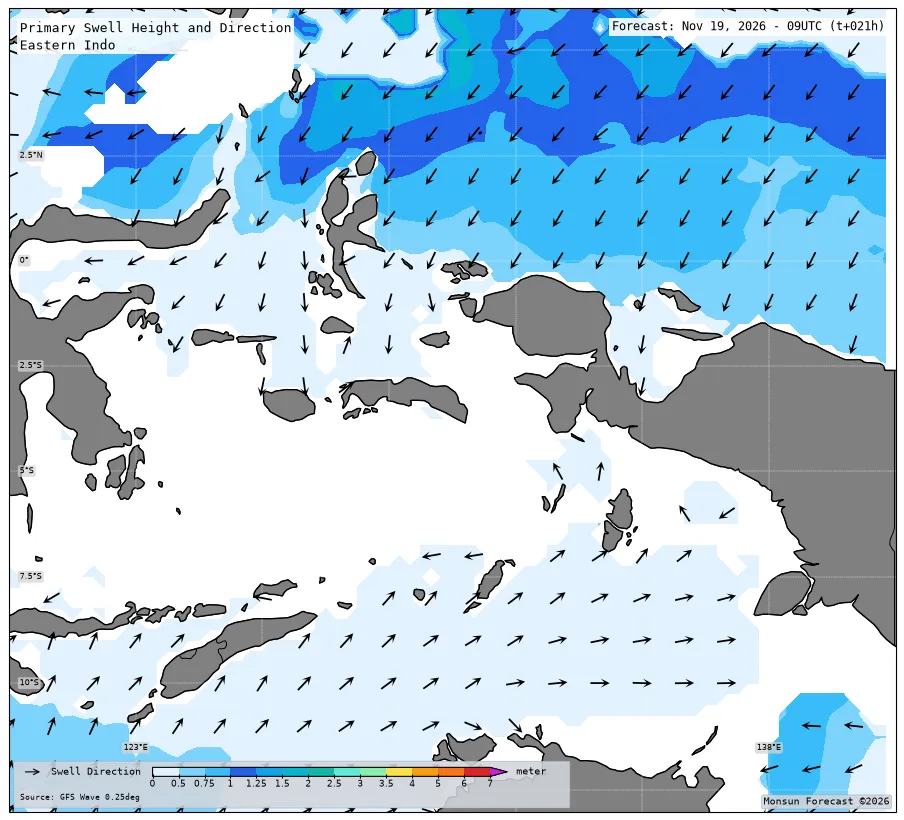 Primary Swell Height and Direction
Eastern Indo
Forecast: Nov 19, 2026 - 09UTC (t+021h)
2.5°N
0°
2.5°S
5°S
7.5°S
10°S
123°E
138°E
Swell Direction
0 0.5 0.75 1 1.25 1.5 2 2.5 3 3.5 4 5 6 7
meter
Source: GFS Wave 0.25deg
Monsun Forecast ©2026